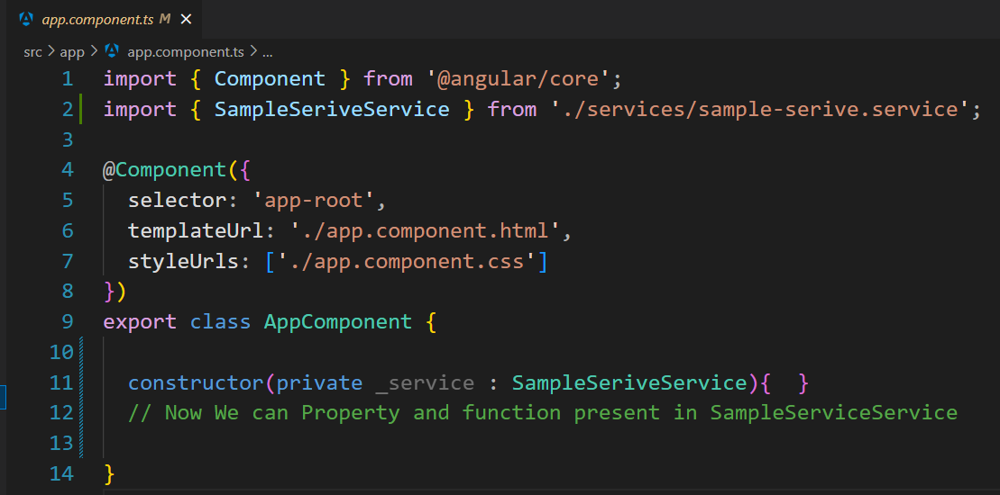 app.component.ts M ×
src > app > app.component.ts > ...
1 import { Component } from '@angular/core';
2 import { SampleSeriveService } from './services/sample-serive.service';
3
4 @Component({
5 selector: 'app-root',
6 templateUrl: './app.component.html',
7 styleUrls: ['./app.component.css']
8 })
9 export class AppComponent {
10
11 constructor(private _service : SampleSeriveService){  }
12 // Now We can Property and function present in SampleServiceService
13
14 }